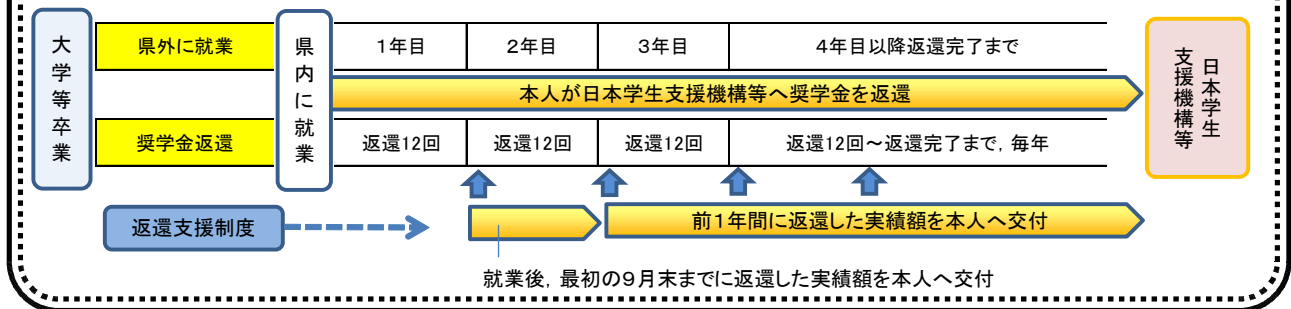 大学等卒業
県外に就業
県内に就業
1年目
2年目
3年目
4年目以降返還完了まで
日本学生
支援機構等
本人が日本学生支援機構等へ奨学金を返還
奨学金返還
返還12回
返還12回
返還12回
返還12回～返還完了まで，毎年
返還支援制度
前1年間に返還した実績額を本人へ交付
就業後，最初の9月末までに返還した実績額を本人へ交付